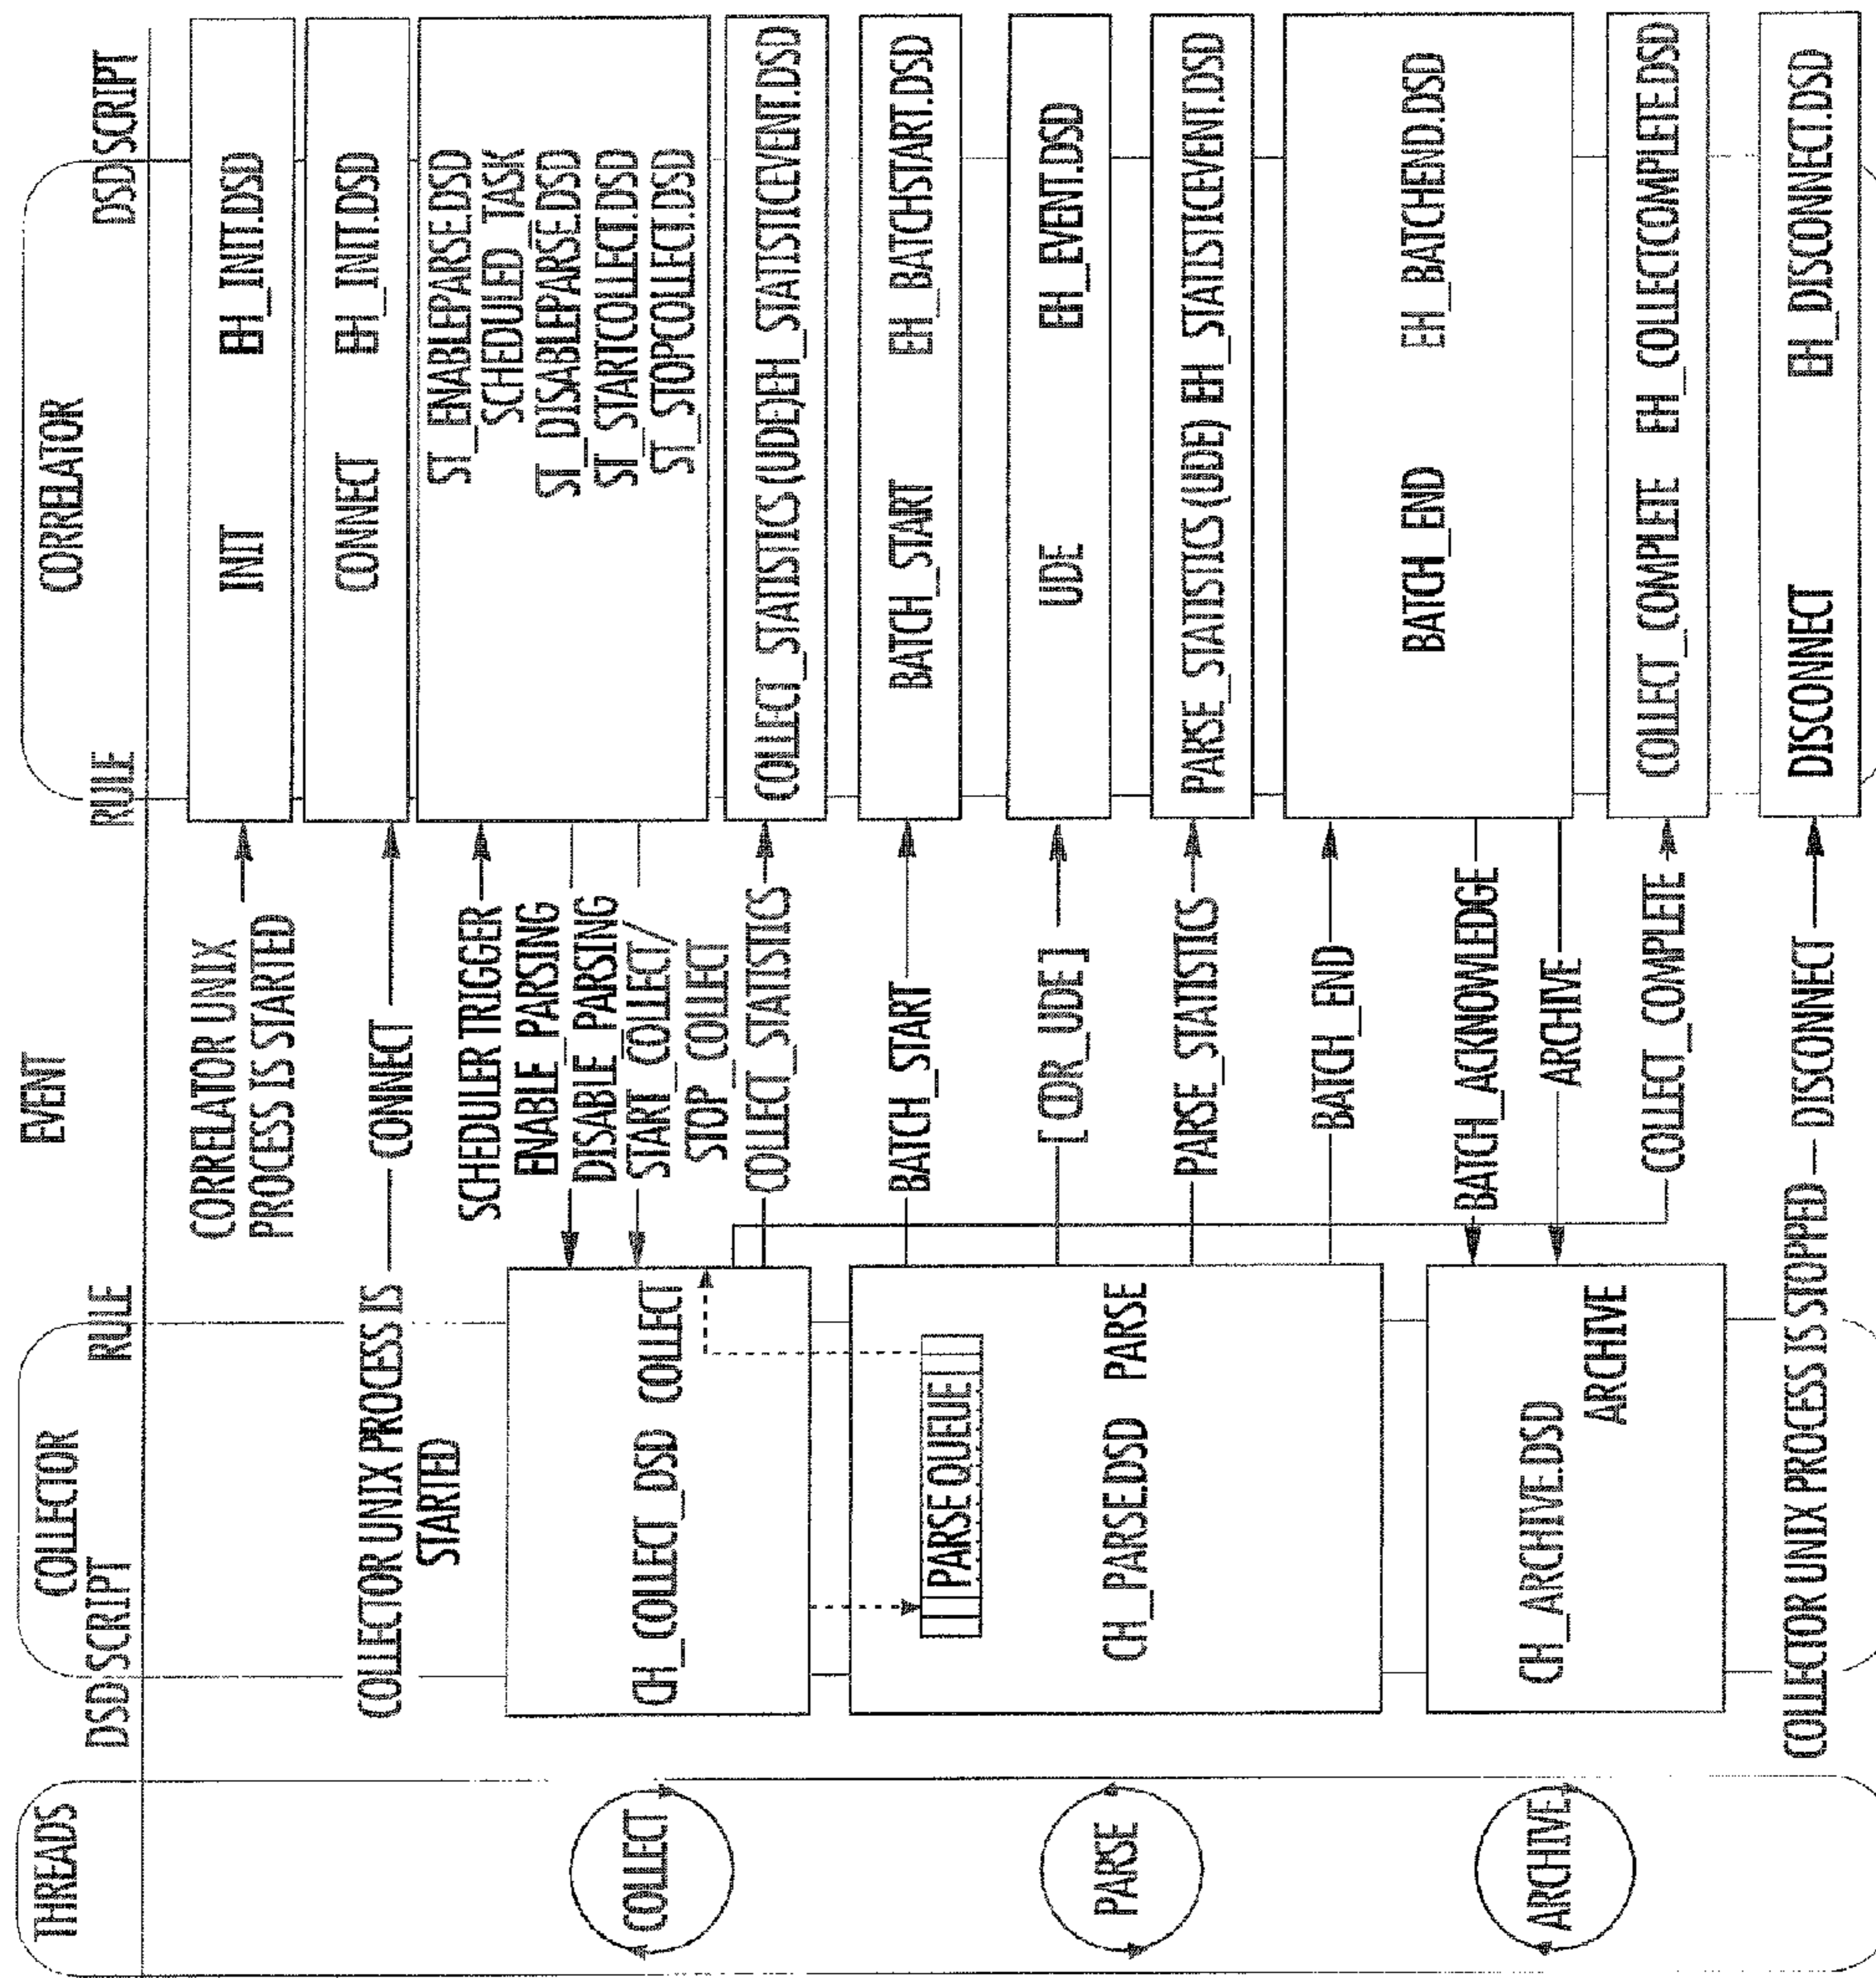 THREADS
COLLECTOR
EVENT
CORRELATOR
DSD SCRIPT
RULE
RULE
DSD SCRIPT
CORRELATOR UNIX
PROCESS IS STARTED
INIT
EH_INIT.DSD
COLLECTOR UNIX PROCESS IS
STARTED
CONNECT
CONNECT
EH_INIT.DSD
SCHEDULER TRIGGER
ENABLE_PARSING
DISABLE_PARSING
START_COLLECT/
STOP_COLLECT
ST_ENABLEPARSE.DSD
SCHEDULED TASK
ST_DISABLEPARSE.DSD
ST_STARTCOLLECT.DSD
ST_STOPCOLLECT.DSD
COLLECT
CH_COLLECT_DSD COLLECT
COLLECT_STATISTICS
COLLECT_STATISTICS (UDE)EH_STATISTICEVENT.DSD
BATCH_START
BATCH_START
EH_BATCHSTART.DSD
PARSE QUEUE
[COR_UDE]
UDE
EH_EVENT.DSD
PARSE
CH_PARSE.DSD PARSE
PARSE_STATISTICS
PARSE_STATISTICS (UDE) EH_STATISTICEVENT.DSD
BATCH_END
BATCH_END
EH_BATCHEND.DSD
BATCH_ACKNOWLEDGE
ARCHIVE
ARCHIVE
CH_ARCHIVE.DSD
ARCHIVE
COLLECT_COMPLETE
COLLECT_COMPLETE EH_COLLECTCOMPLETE.DSD
COLLECTOR UNIX PROCESS IS STOPPED
DISCONNECT
DISCONNECT
EH_DISCONNECT.DSD